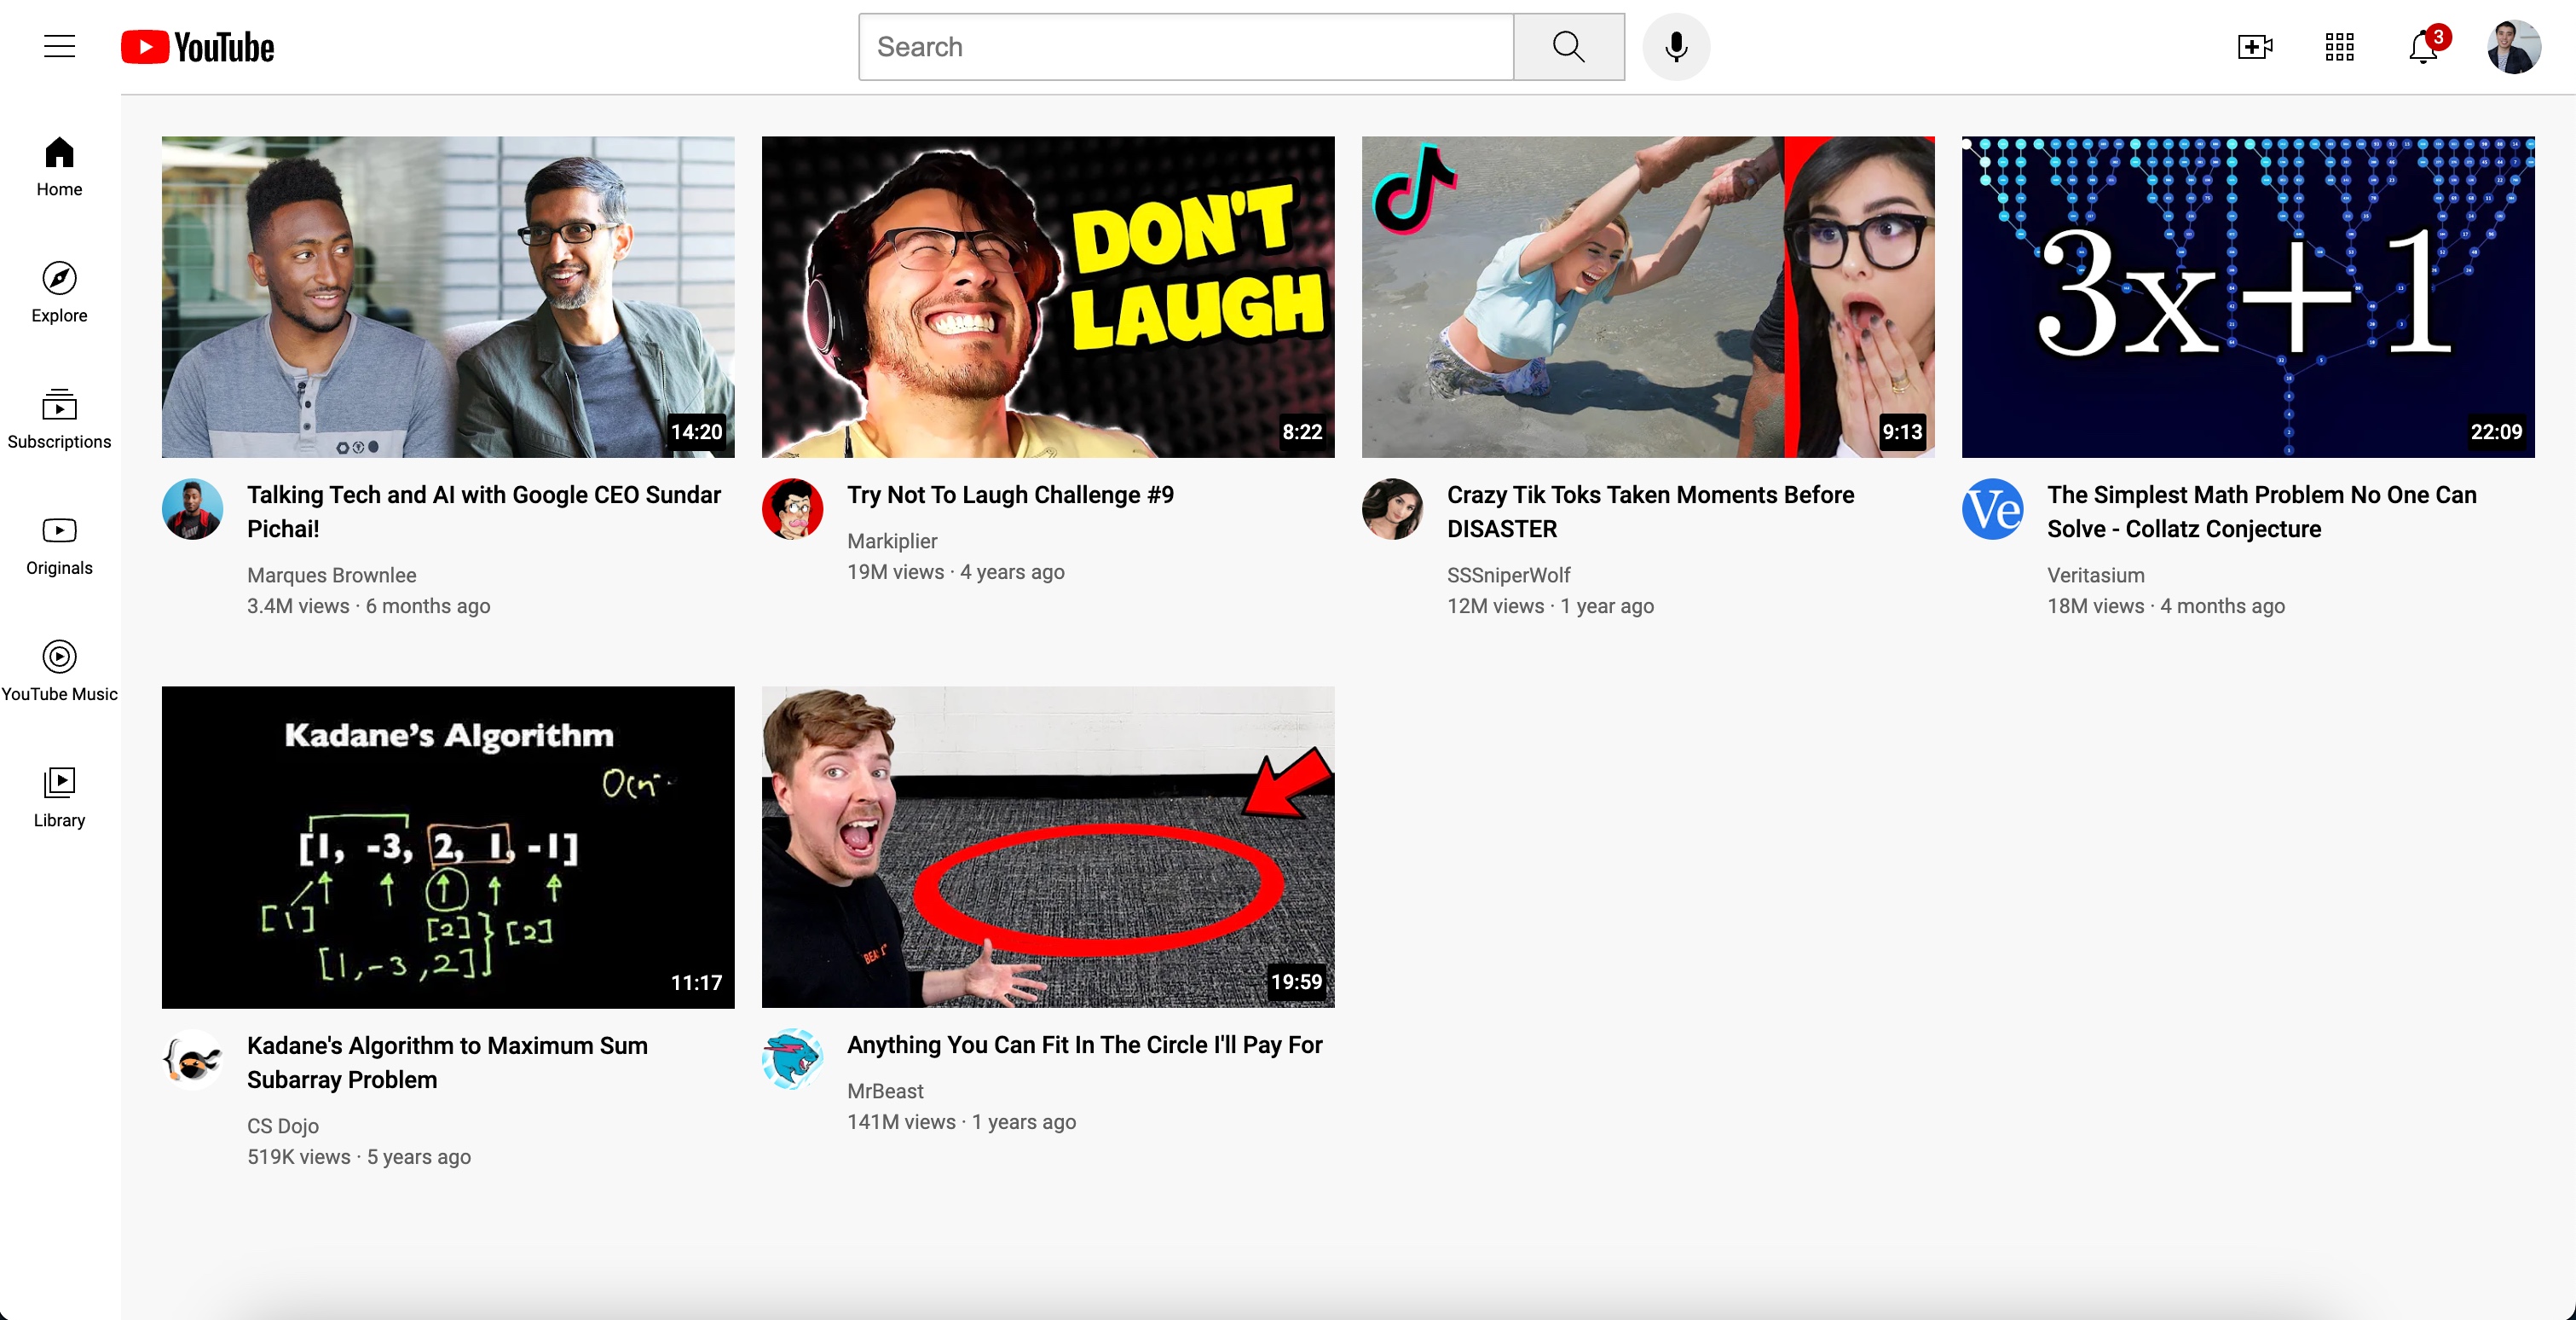 YouTube
Search
3
Home
Explore
Subscriptions
Originals
YouTube Music
Library
DON'T
LAUGH
3x+1
14:20
8:22
9:13
22:09
Talking Tech and AI with Google CEO Sundar
Pichai!
Marques Brownlee
3.4M views · 6 months ago
Try Not To Laugh Challenge #9
Markiplier
19M views · 4 years ago
Crazy Tik Toks Taken Moments Before
DISASTER
SSSniperWolf
12M views · 1 year ago
Ve
The Simplest Math Problem No One Can
Solve - Collatz Conjecture
Veritasium
18M views · 4 months ago
Kadane's Algorithm
[1, -3, 2, 1, -1]
[1]
[2]
[2]
[1,-3,2]
11:17
19:59
Kadane's Algorithm to Maximum Sum
Subarray Problem
CS Dojo
519K views · 5 years ago
Anything You Can Fit In The Circle I'll Pay For
MrBeast
141M views · 1 years ago